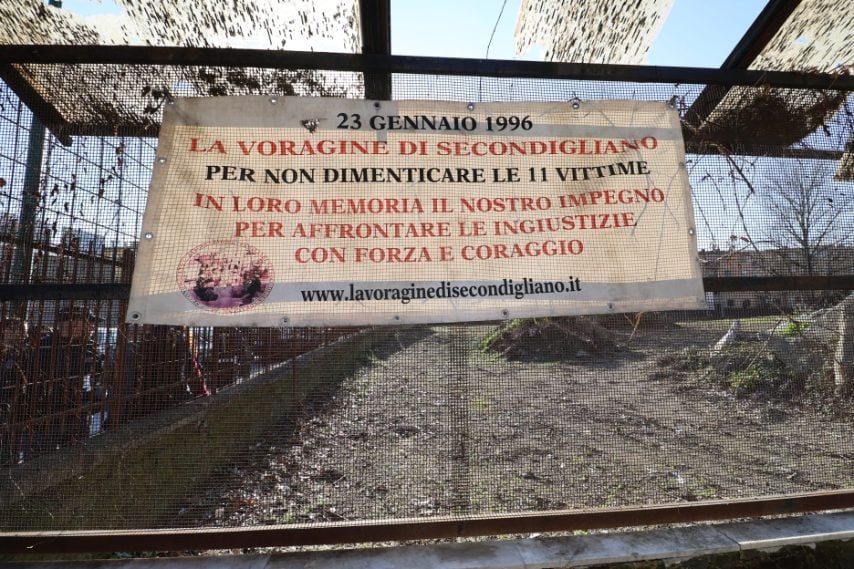 23 GENNAIO 1996
LA VORAGINE DI SECONDIGLIANO
PER NON DIMENTICARE LE 11 VITTIME
IN LORO MEMORIA IL NOSTRO IMPEGNO
PER AFFRONTARE LE INGIUSTIZIE
CON FORZA E CORAGGIO
www.lavoraginedisecondigliano.it